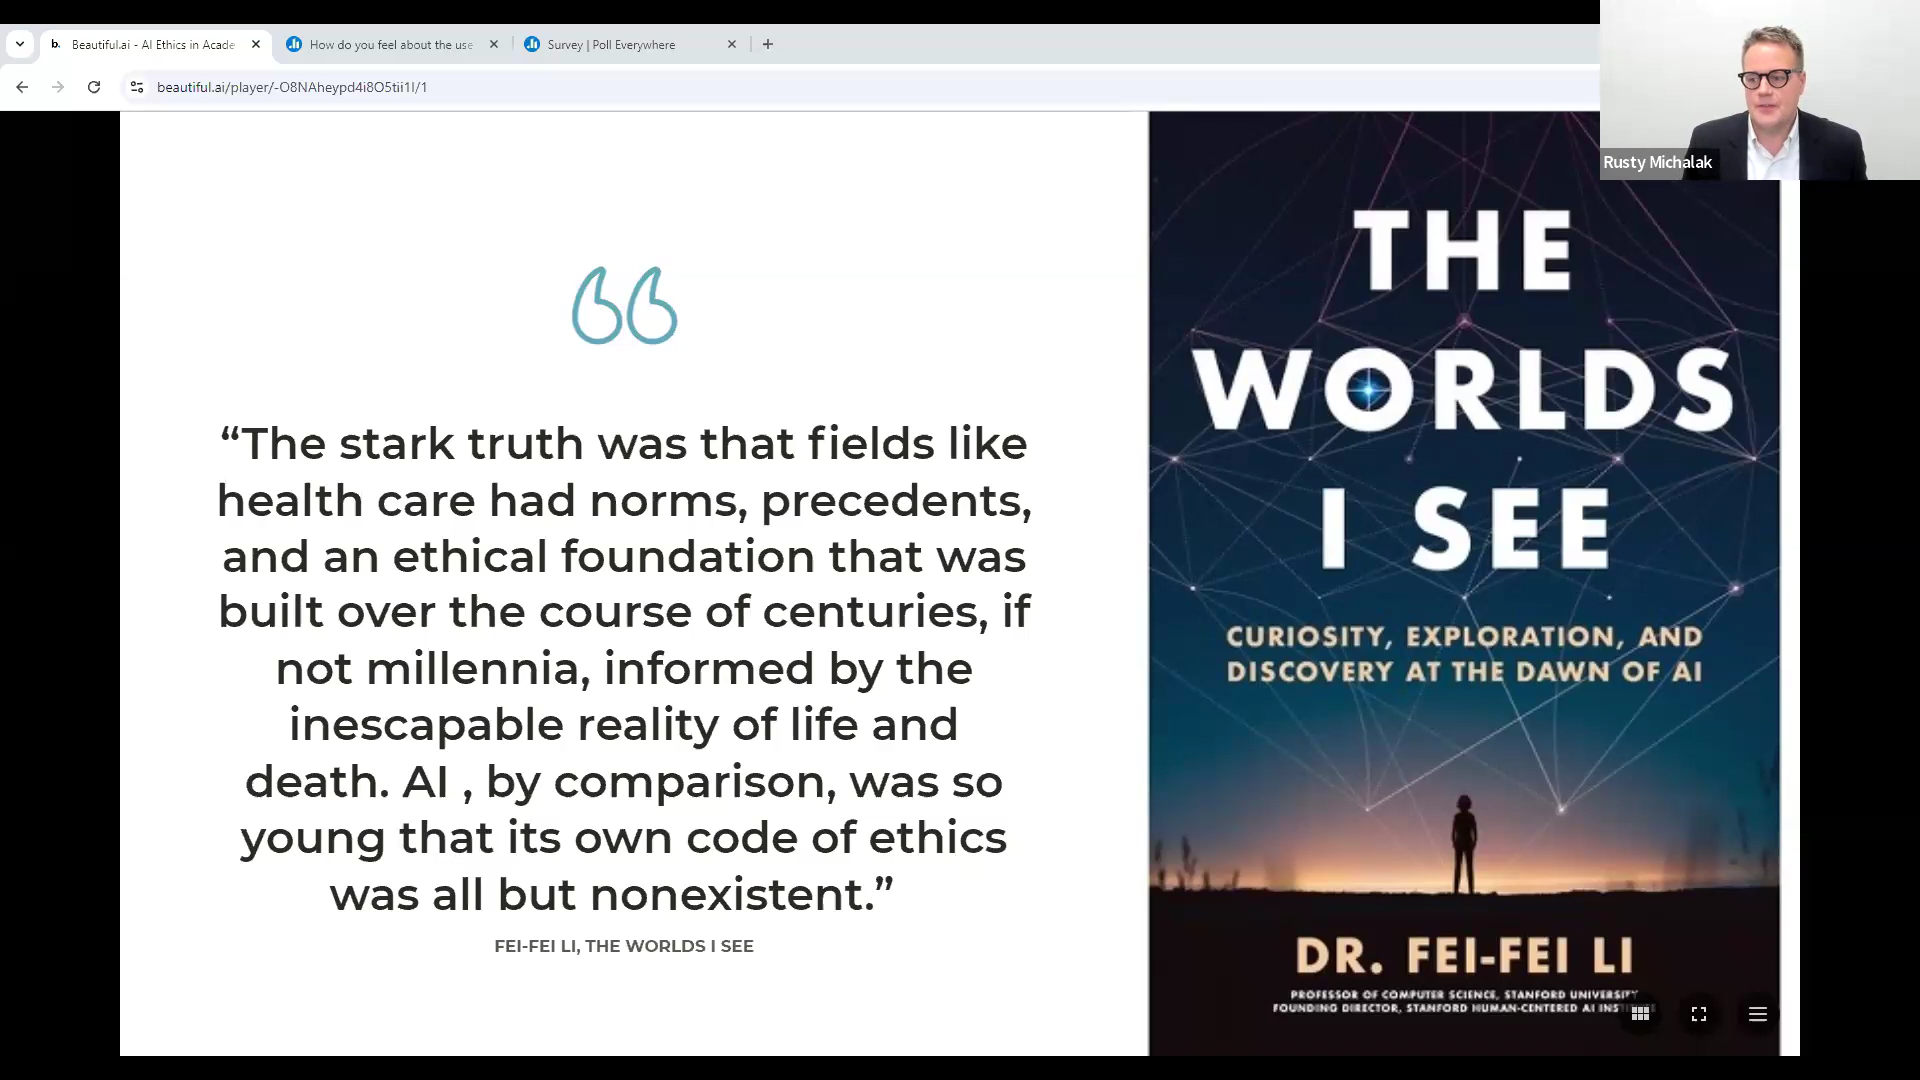 b. Beautiful.ai - AI Ethics in Acade
How do you feel about the use
Survey | Poll Everywhere
beautiful.ai/player/-O8NAheypd4i8O5tii1l/1
Rusty Michalak
“The stark truth was that fields like
health care had norms, precedents,
and an ethical foundation that was
built over the course of centuries, if
not millennia, informed by the
inescapable reality of life and
death. AI , by comparison, was so
young that its own code of ethics
was all but nonexistent.”
FEI-FEI LI, THE WORLDS I SEE
THE
WORLDS
I SEE
CURIOSITY, EXPLORATION, AND
DISCOVERY AT THE DAWN OF AI
DR. FEI-FEI LI
PROFESSOR OF COMPUTER SCIENCE, STANFORD UNIVERSITY
FOUNDING DIRECTOR, STANFORD HUMAN-CENTERED AI